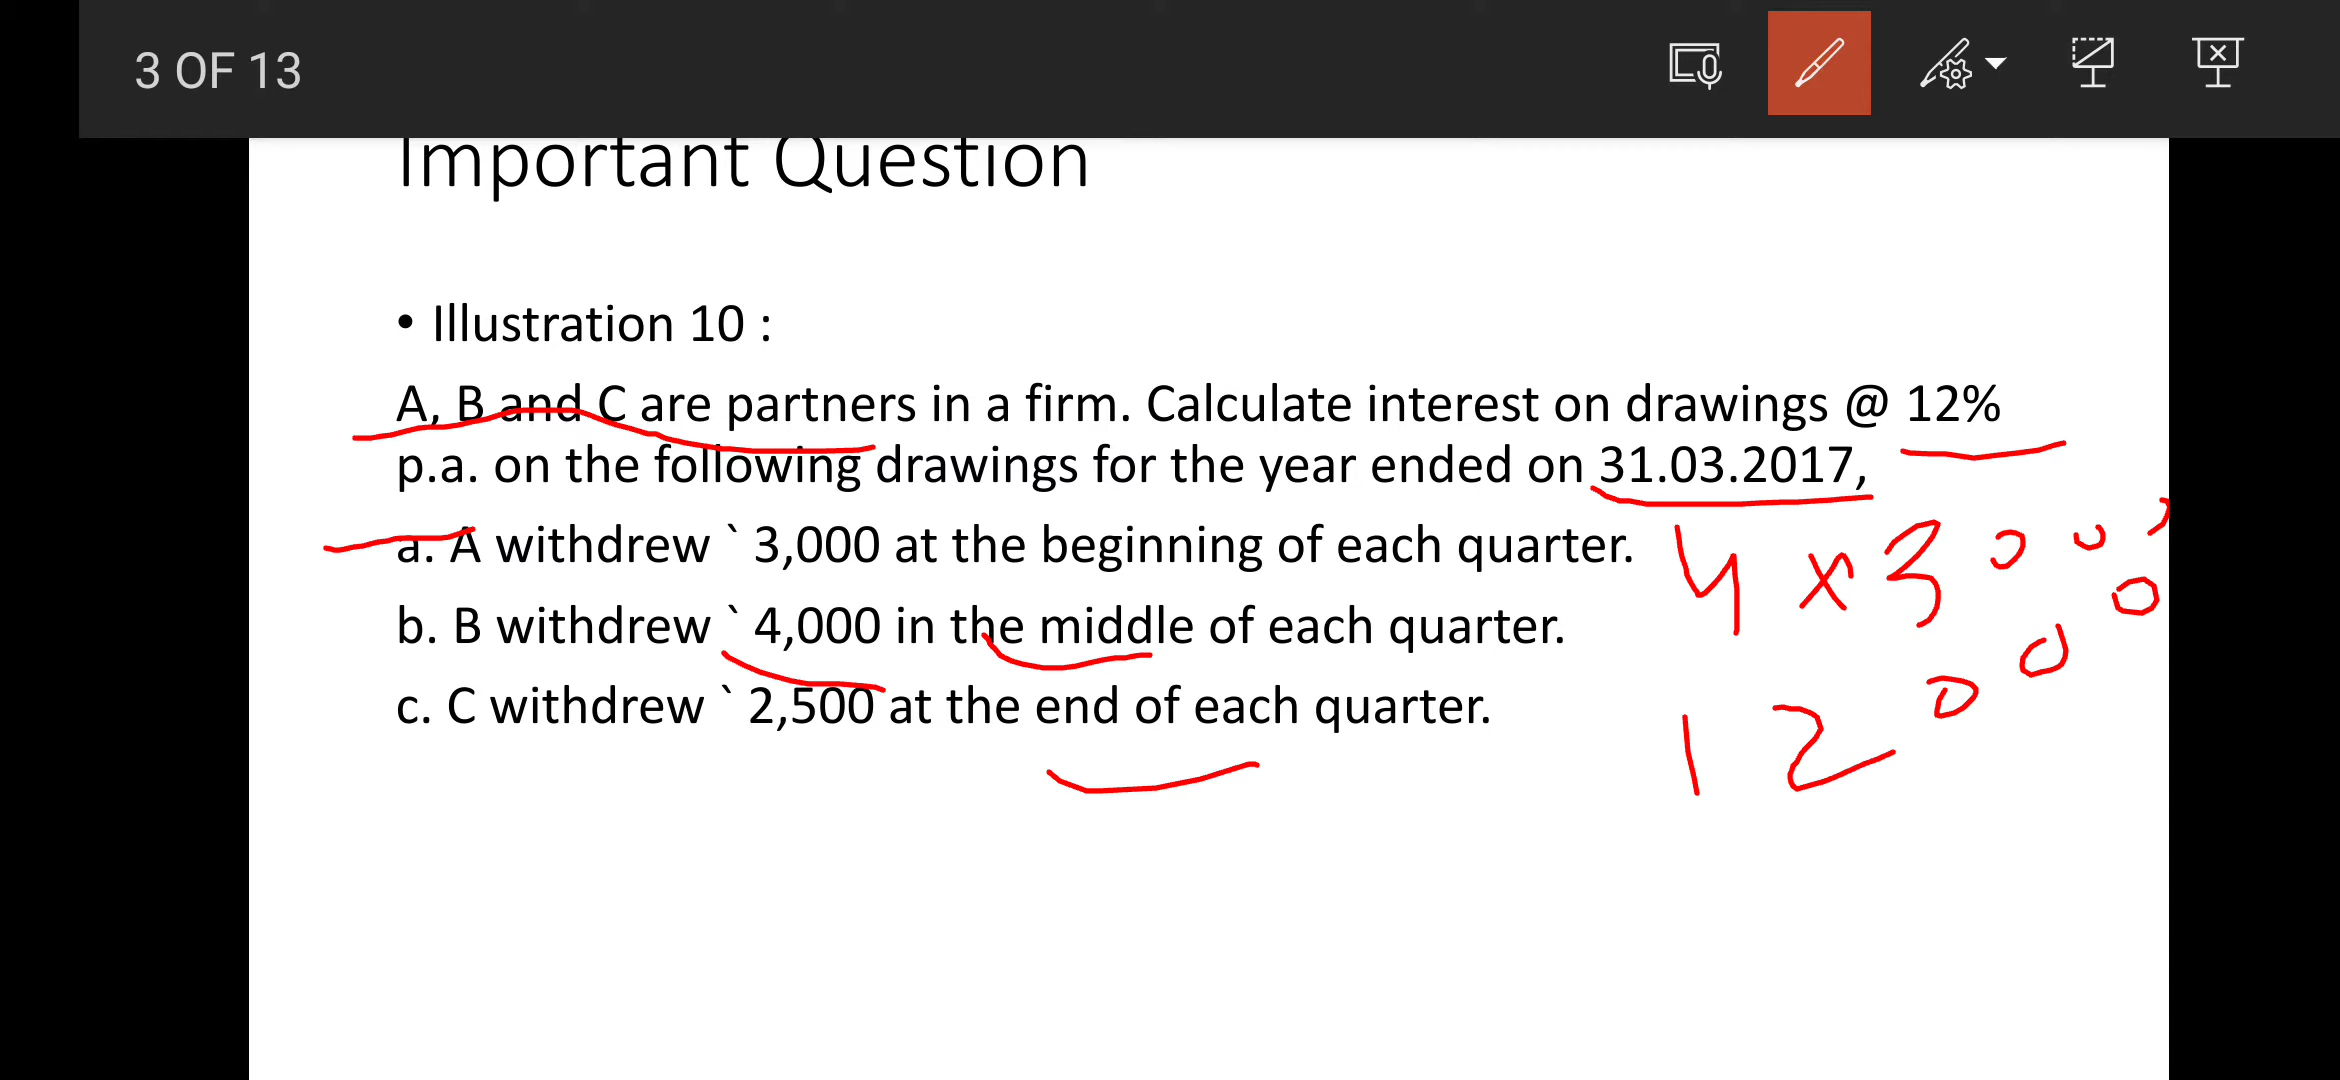 3 OF 13
Important Question
• Illustration 10 :
A, B and C are partners in a firm. Calculate interest on drawings @ 12%
p.a. on the following drawings for the year ended on 31.03.2017,
a. A withdrew ` 3,000 at the beginning of each quarter.
4 x 3000
b. B withdrew ` 4,000 in the middle of each quarter.
c. C withdrew ` 2,500 at the end of each quarter.
12000